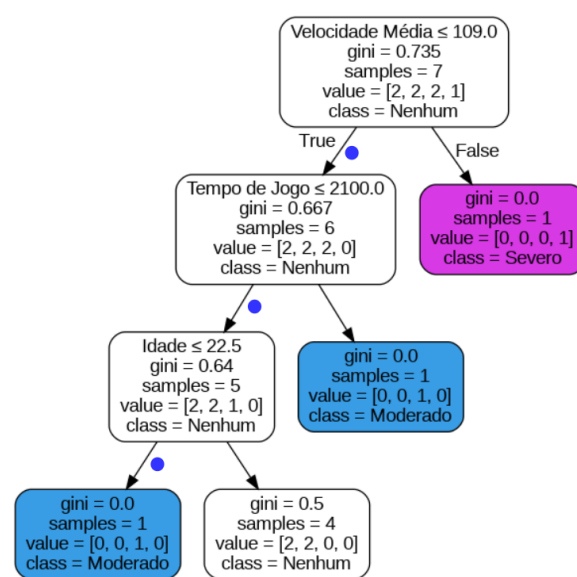 Velocidade Média ≤ 109.0
gini = 0.735
samples = 7
value = [2, 2, 2, 1]
class = Nenhum
True
False
Tempo de Jogo ≤ 2100.0
gini = 0.667
samples = 6
value = [2, 2, 2, 0]
class = Nenhum
gini = 0.0
samples = 1
value = [0, 0, 0, 1]
class = Severo
Idade ≤ 22.5
gini = 0.64
samples = 5
value = [2, 2, 1, 0]
class = Nenhum
gini = 0.0
samples = 1
value = [0, 0, 1, 0]
class = Moderado
gini = 0.0
samples = 1
value = [0, 0, 1, 0]
class = Moderado
gini = 0.5
samples = 4
value = [2, 2, 0, 0]
class = Nenhum